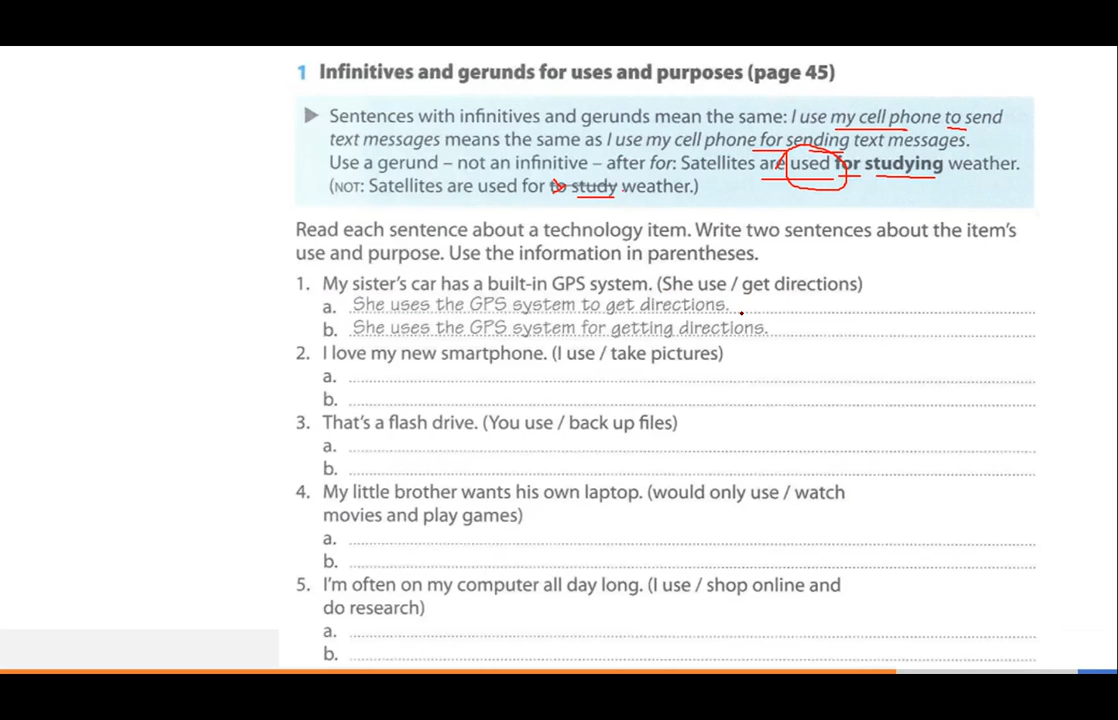 1 Infinitives and gerunds for uses and purposes (page 45)
▶ Sentences with infinitives and gerunds mean the same: I use my cell phone to send
text messages means the same as I use my cell phone for sending text messages.
Use a gerund – not an infinitive – after for: Satellites are used for studying weather.
(NOT: Satellites are used for to study weather.)
Read each sentence about a technology item. Write two sentences about the item's
use and purpose. Use the information in parentheses.
1. My sister's car has a built-in GPS system. (She use / get directions)
a. She uses the GPS system to get directions.
b. She uses the GPS system for getting directions.
2. I love my new smartphone. (I use / take pictures)
a.
b.
3. That's a flash drive. (You use / back up files)
a.
b.
4. My little brother wants his own laptop. (would only use / watch
movies and play games)
a.
b.
5. I'm often on my computer all day long. (I use / shop online and
do research)
a.
b.